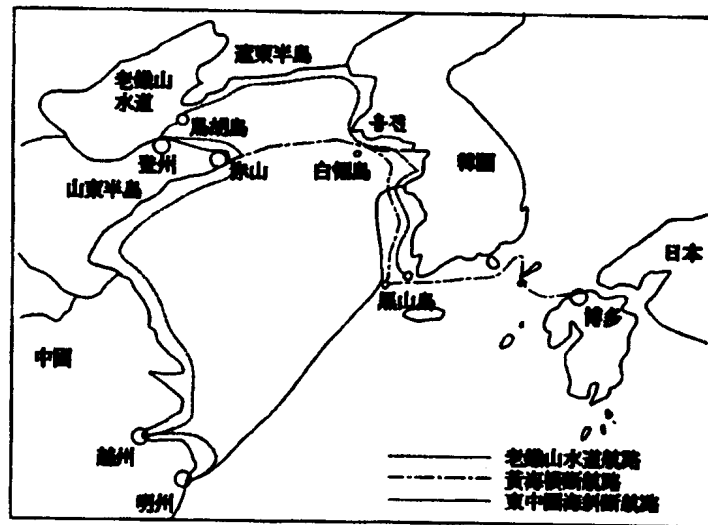 遼東半島
老鐵山
水道
烏胡島
登州
赤山
山東半島
옹진
白翎島
韓國
日本
黑山島
博多
中國
越州
明州
老鐵山水道航路
黃海橫斷航路
東中國海斜斷航路